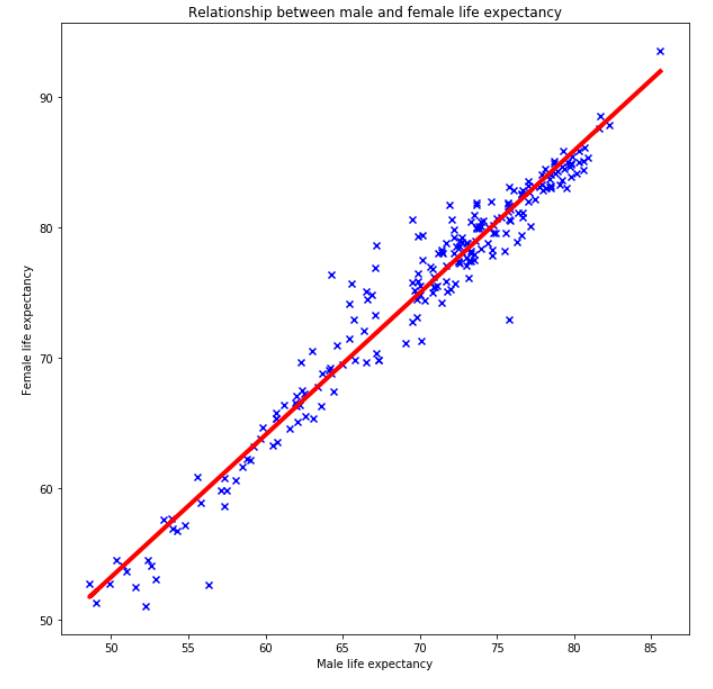 Relationship between male and female life expectancy
90
80
70
60
50
Female life expectancy
50 55 60 65 70 75 80 85
Male life expectancy